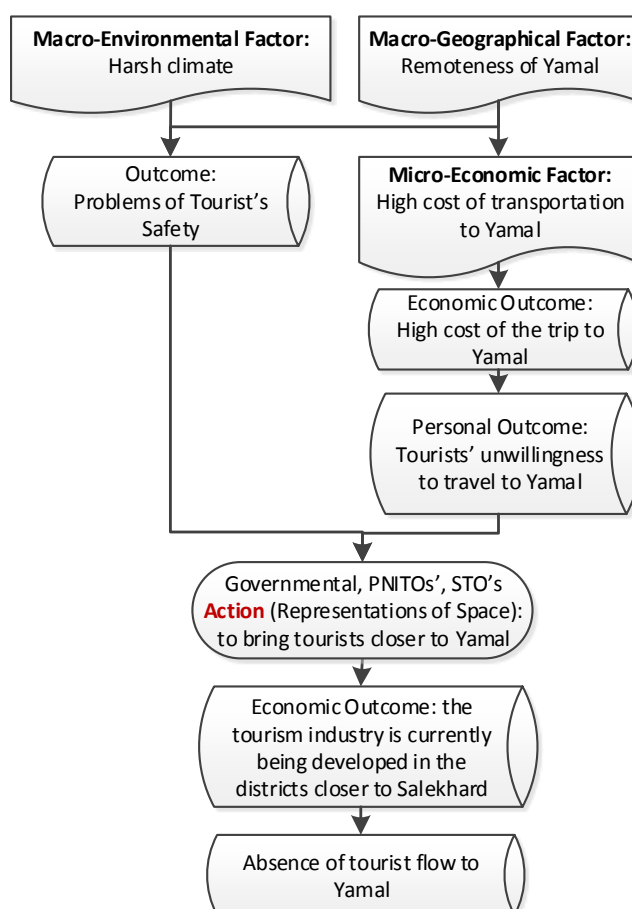 Macro-Environmental Factor:
Harsh climate
Macro-Geographical Factor:
Remoteness of Yamal
Outcome:
Problems of Tourist's
Safety
Micro-Economic Factor:
High cost of transportation
to Yamal
Economic Outcome:
High cost of the trip to
Yamal
Personal Outcome:
Tourists' unwillingness
to travel to Yamal
Governmental, PNITOs', STO's
Action (Representations of Space):
to bring tourists closer to Yamal
Economic Outcome: the
tourism industry is currently
being developed in the
districts closer to Salekhard
Absence of tourist flow to
Yamal